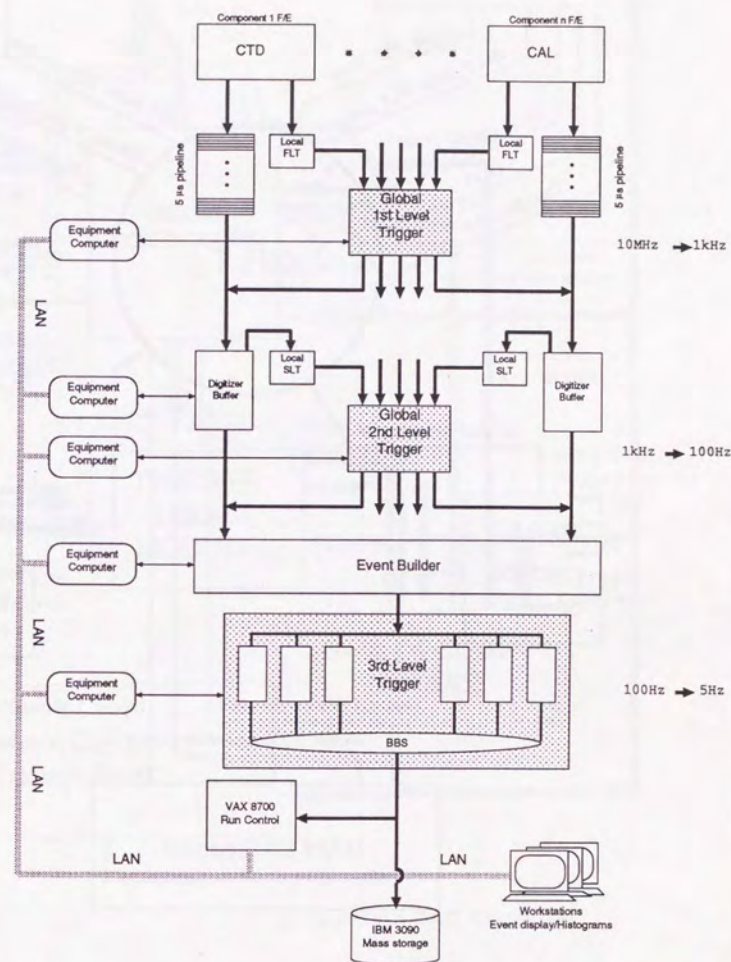 Component 1 F/E
Component n F/E
CTD
CAL
Local
FLT
Local
FLT
5 μs pipeline
5 μs pipeline
Global
1st Level
Trigger
Equipment
Computer
10MHz → 1kHz
LAN
Local
SLT
Local
SLT
Digitizer
Buffer
Digitizer
Buffer
Equipment
Computer
Global
2nd Level
Trigger
Equipment
Computer
1kHz → 100Hz
Equipment
Computer
Event Builder
LAN
3rd Level
Trigger
Equipment
Computer
100Hz → 5Hz
BBS
LAN
VAX 8700
Run Control
LAN
LAN
Workstations
Event display/Histograms
IBM 3090
Mass storage